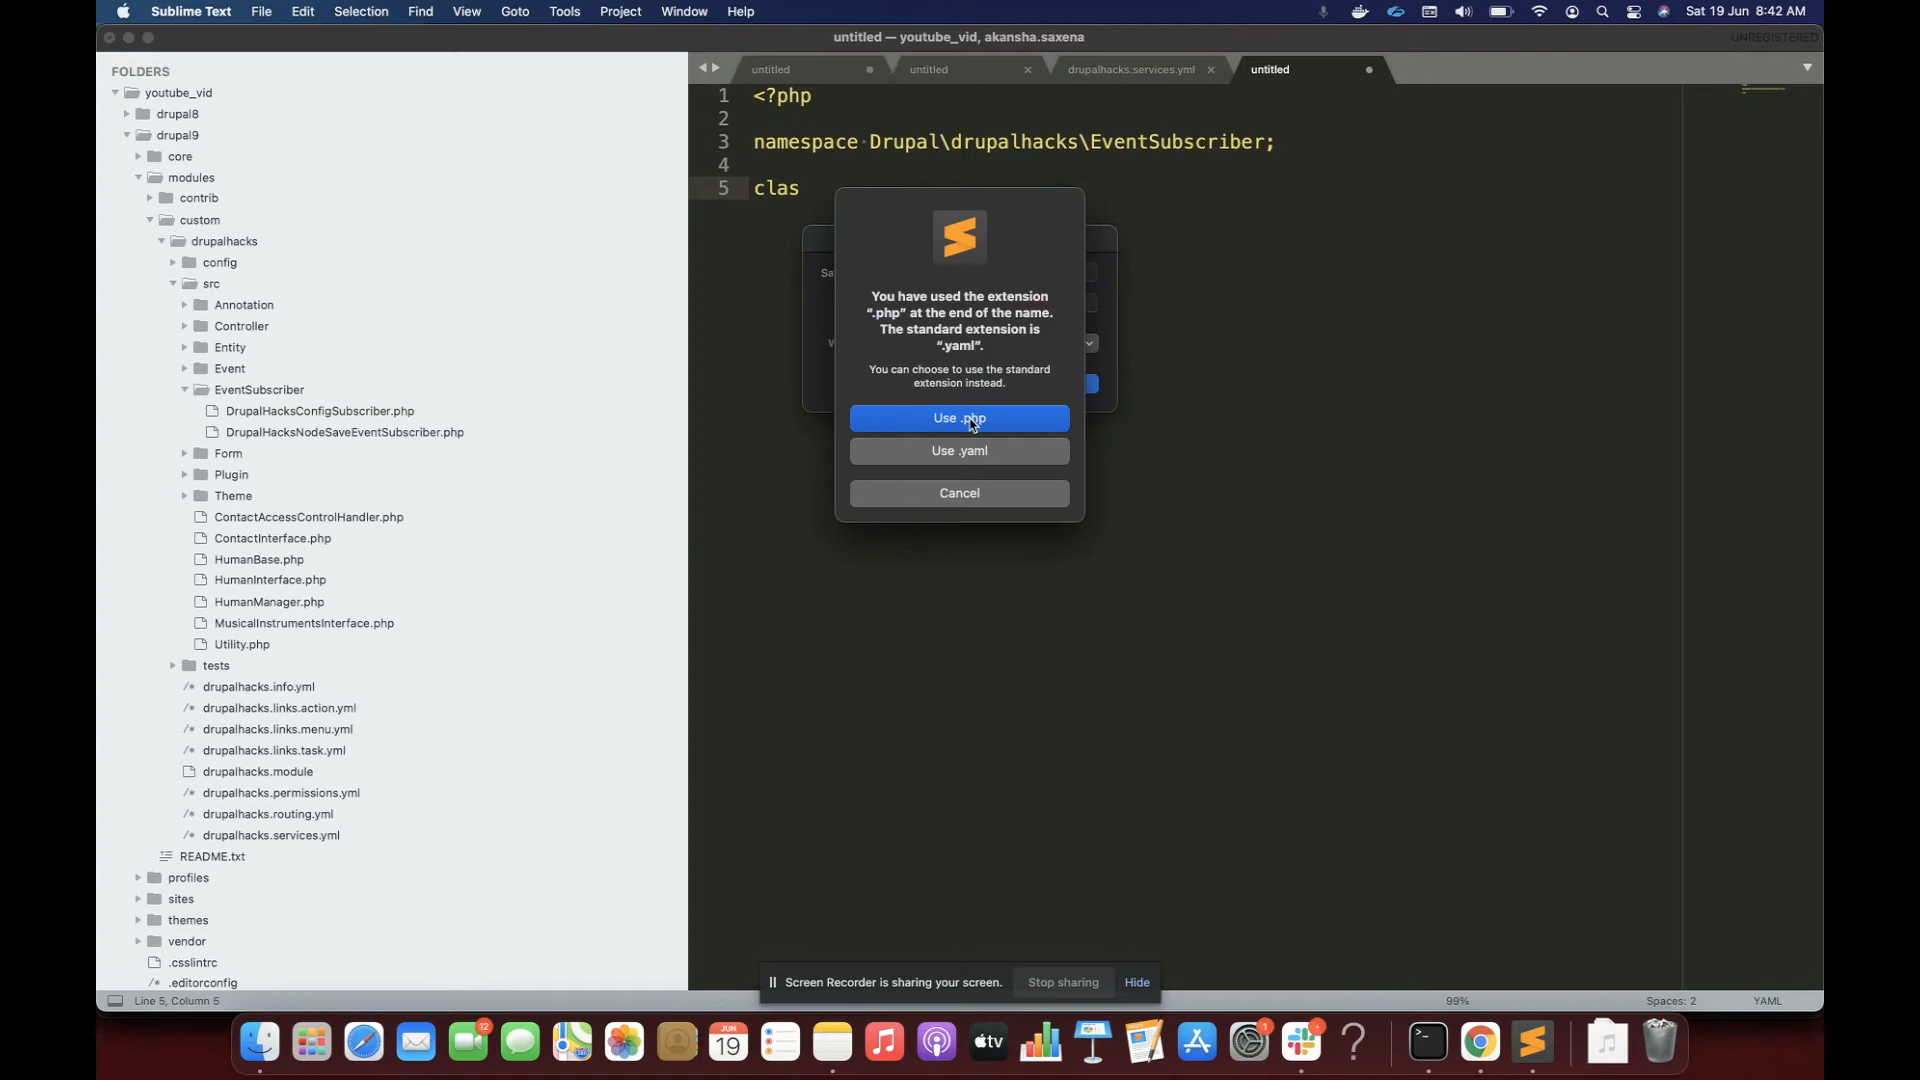 Sublime Text File Edit Selection Find View Goto Tools Project Window Help Sat 19 Jun 8:42 AM
untitled — youtube_vid, akansha.saxena UNREGISTERED
FOLDERS
youtube_vid
drupal8
drupal9
core
modules
contrib
custom
drupalhacks
config
src
Annotation
Controller
Entity
Event
EventSubscriber
DrupalHacksConfigSubscriber.php
DrupalHacksNodeSaveEventSubscriber.php
Form
Plugin
Theme
ContactAccessControlHandler.php
ContactInterface.php
HumanBase.php
HumanInterface.php
HumanManager.php
MusicalInstrumentsInterface.php
Utility.php
tests
drupalhacks.info.yml
drupalhacks.links.action.yml
drupalhacks.links.menu.yml
drupalhacks.links.task.yml
drupalhacks.module
drupalhacks.permissions.yml
drupalhacks.routing.yml
drupalhacks.services.yml
README.txt
profiles
sites
themes
vendor
.csslintrc
.editorconfig
untitled untitled drupalhacks.services.yml untitled
1 <?php
2
3 namespace Drupal\drupalhacks\EventSubscriber;
4
5 clas
Sa
W
You have used the extension
“.php” at the end of the name.
The standard extension is
“.yaml”.
You can choose to use the standard
extension instead.
Use .php
Use .yaml
Cancel
Screen Recorder is sharing your screen. Stop sharing Hide
Line 5, Column 5 99% Spaces: 2 YAML
12
JUN
19
tv
1